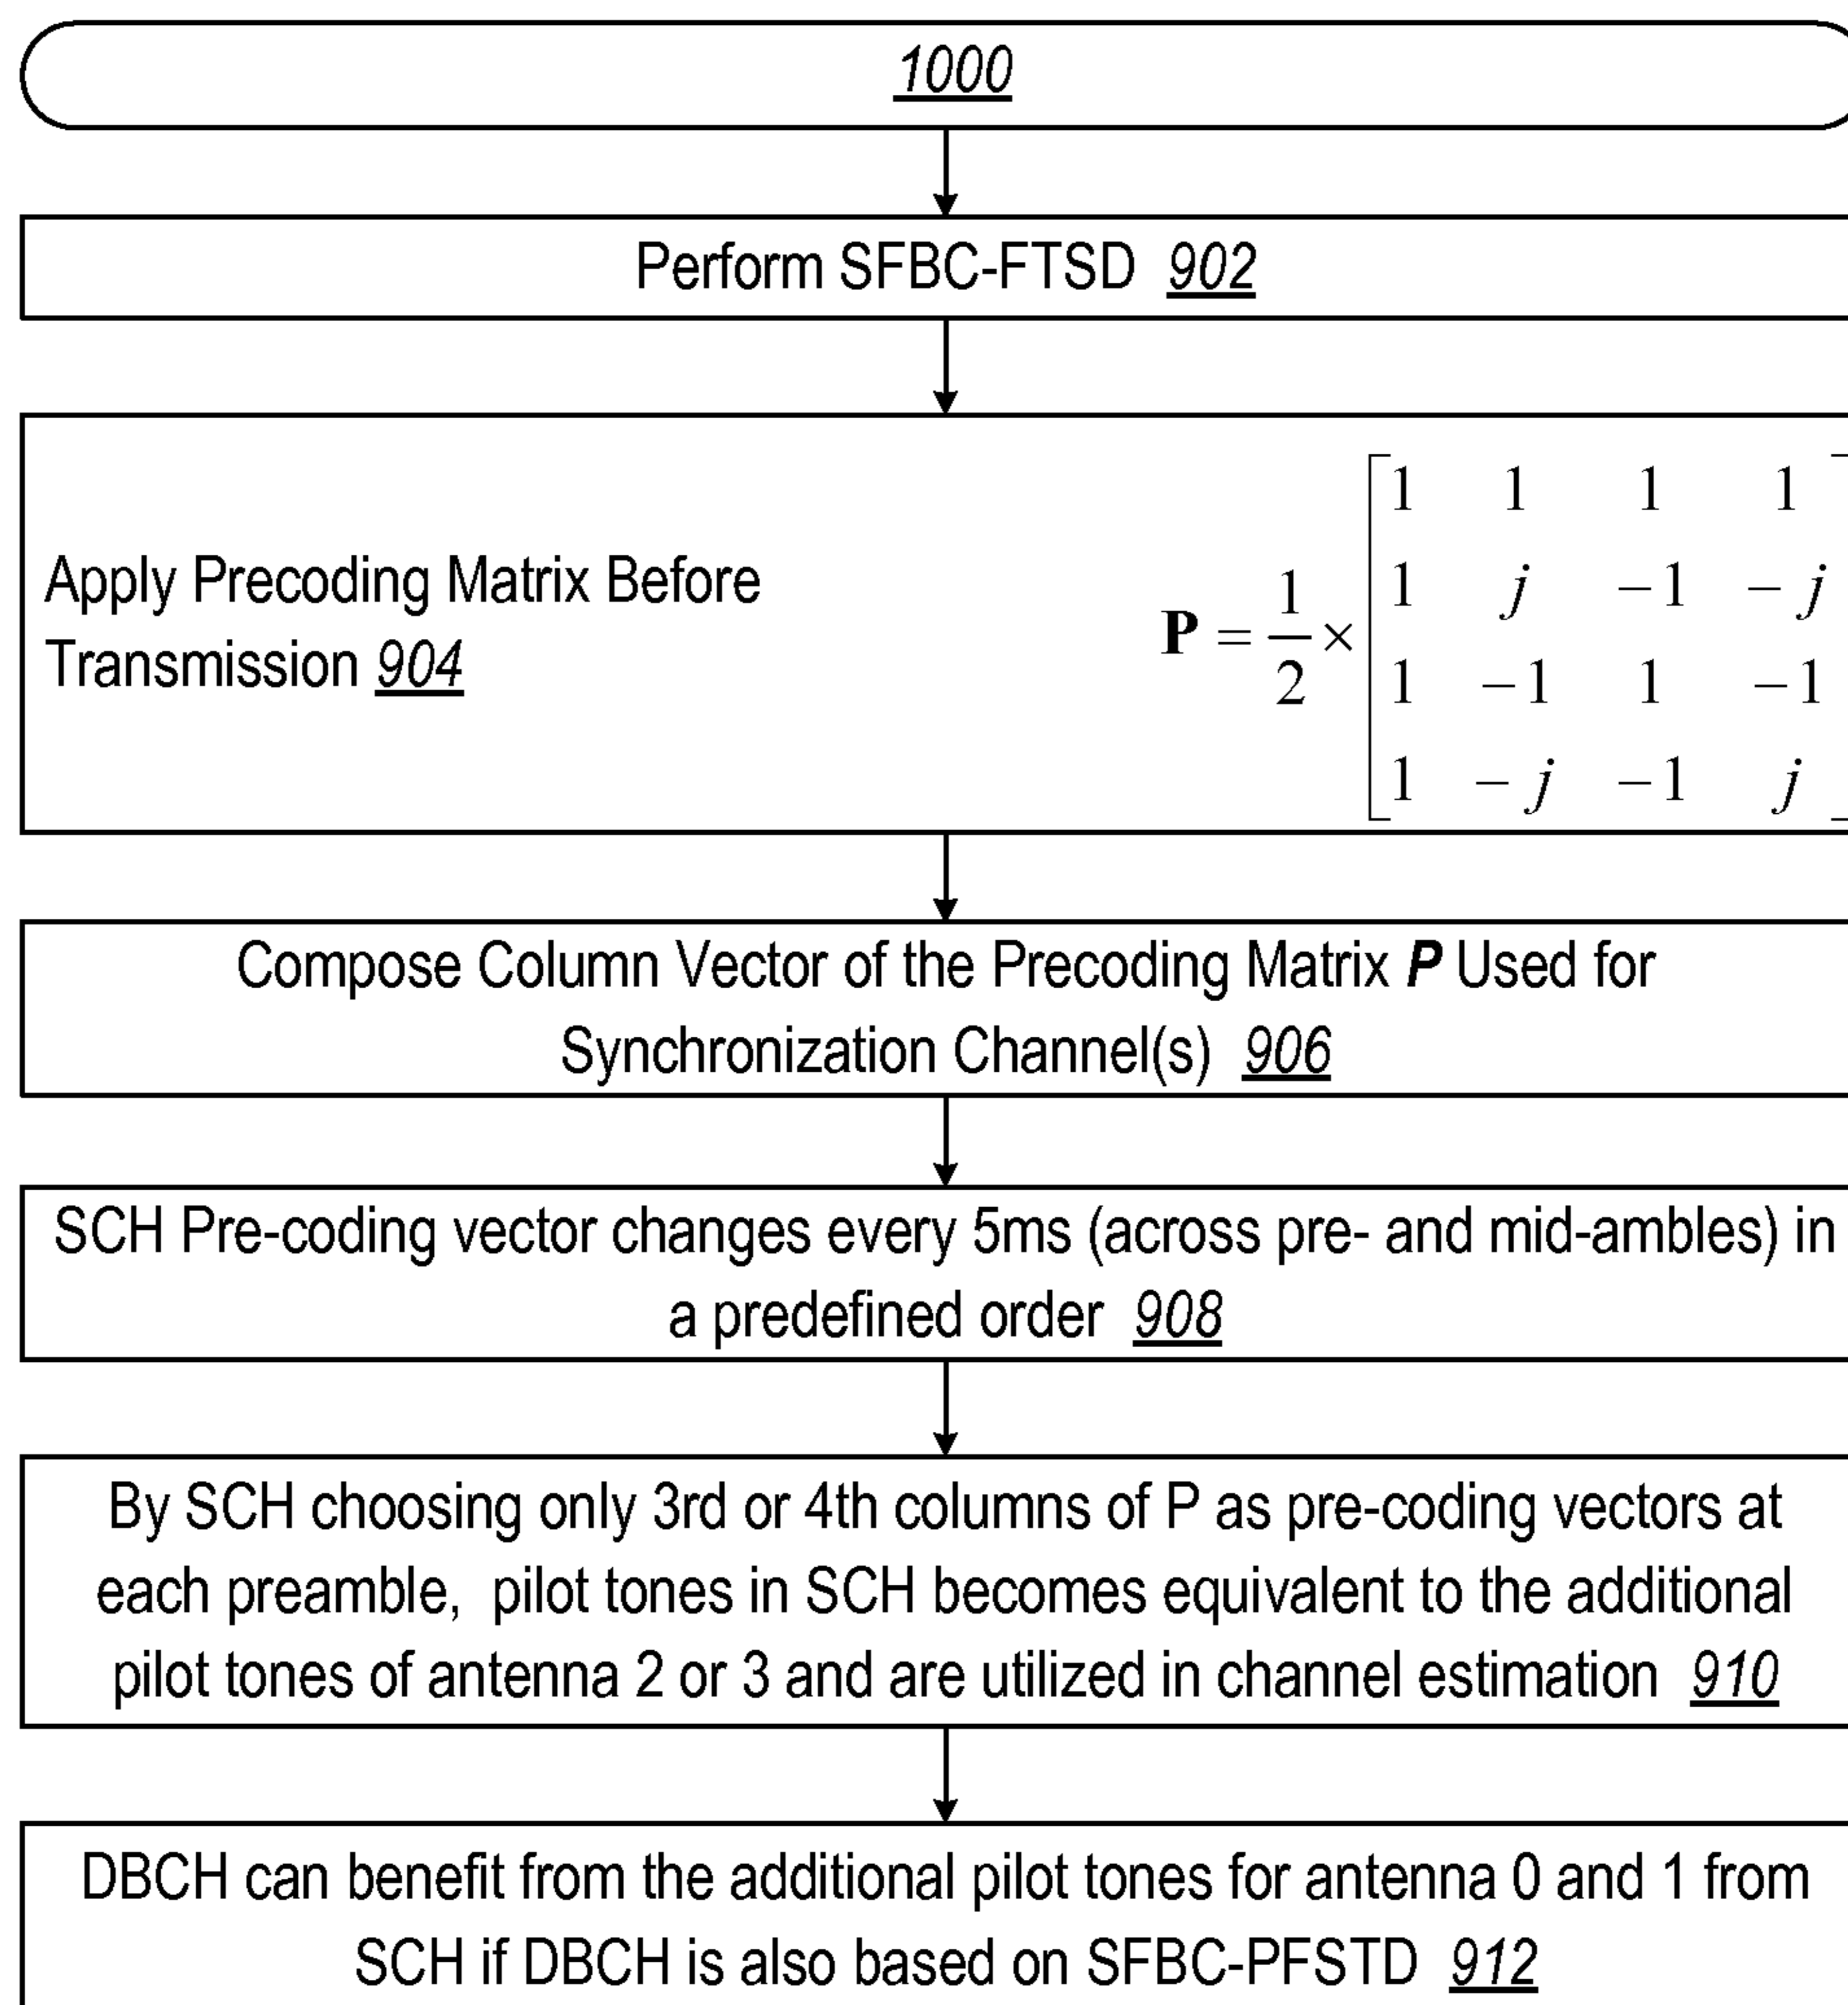 1000
Perform SFBC-FTSD 902
Apply Precoding Matrix Before
Transmission 904
P = 1/2 × [1 1 1 1
1 j −1 −j
1 −1 1 −1
1 −j −1 j]
Compose Column Vector of the Precoding Matrix P Used for
Synchronization Channel(s) 906
SCH Pre-coding vector changes every 5ms (across pre- and mid-ambles) in
a predefined order 908
By SCH choosing only 3rd or 4th columns of P as pre-coding vectors at
each preamble, pilot tones in SCH becomes equivalent to the additional
pilot tones of antenna 2 or 3 and are utilized in channel estimation 910
DBCH can benefit from the additional pilot tones for antenna 0 and 1 from
SCH if DBCH is also based on SFBC-PFSTD 912